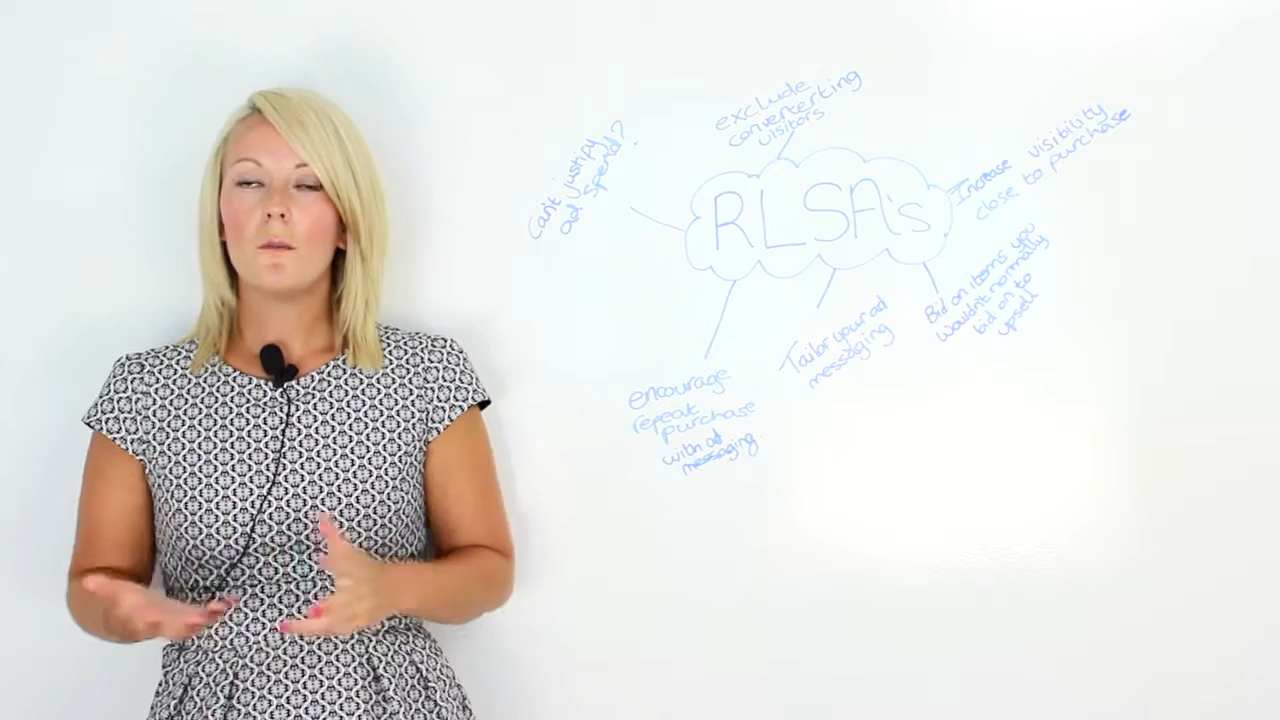 exclude
converterting
visitors
Can't justify
ad spend?
Increase visibility
close to purchase
RLSA's
Bid on items you
wouldn't normally
bid on to
upsell
Tailor your ad
messaging
encourage
repeat
purchase
with ad
messaging